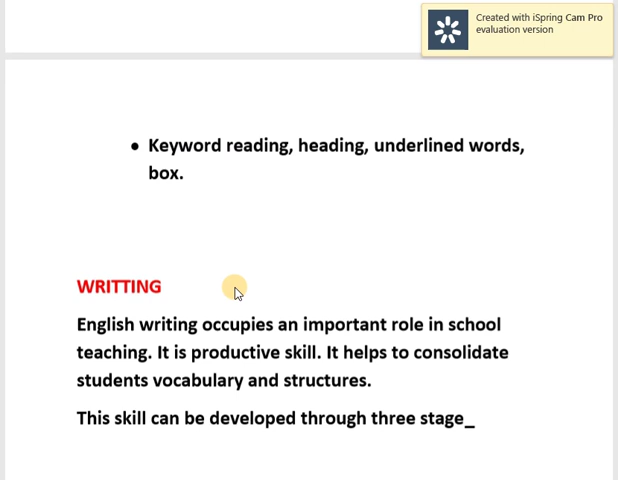 Created with iSpring Cam Pro
evaluation version
• Keyword reading, heading, underlined words,
box.
WRITTING
English writing occupies an important role in school
teaching. It is productive skill. It helps to consolidate
students vocabulary and structures.
This skill can be developed through three stage_